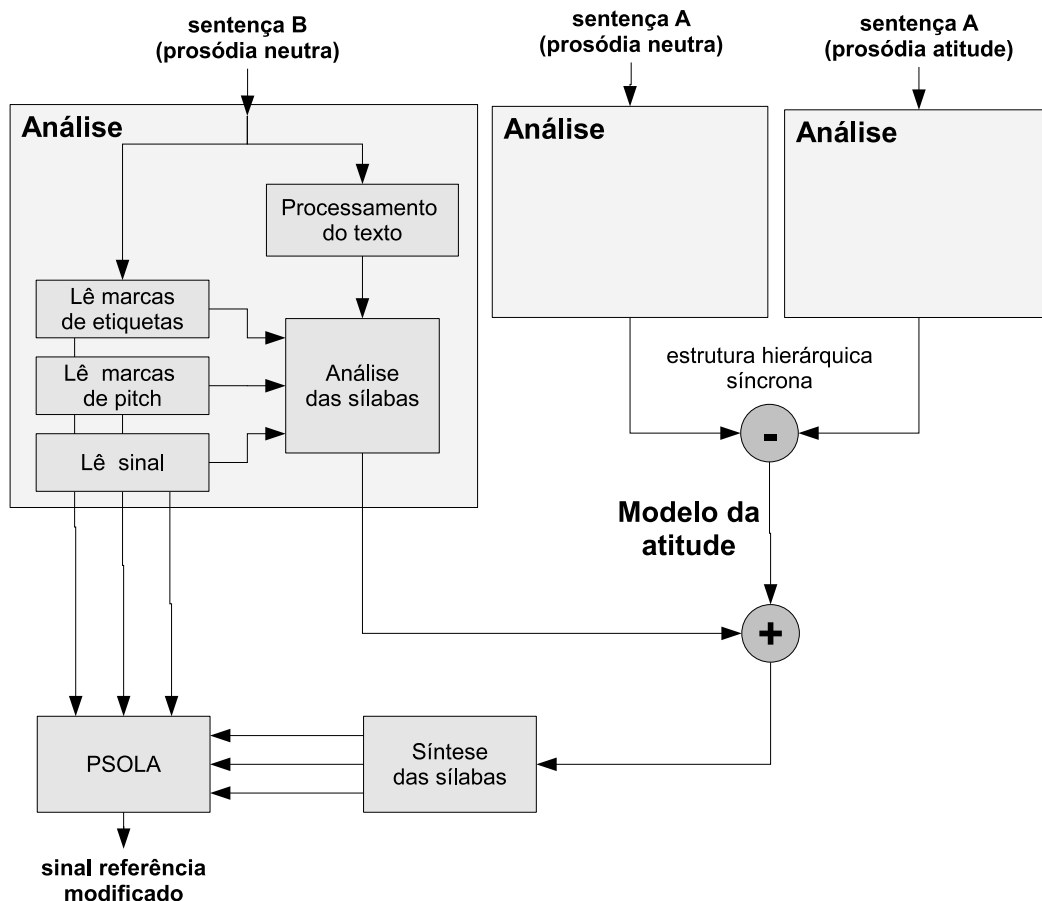 sentença B
(prosódia neutra)
sentença A
(prosódia neutra)
sentença A
(prosódia atitude)
Análise
Análise
Análise
Processamento
do texto
Lê marcas
de etiquetas
Lê marcas
de pitch
Lê sinal
Análise
das sílabas
estrutura hierárquica
síncrona
-
Modelo da
atitude
+
PSOLA
Síntese
das sílabas
sinal referência
modificado